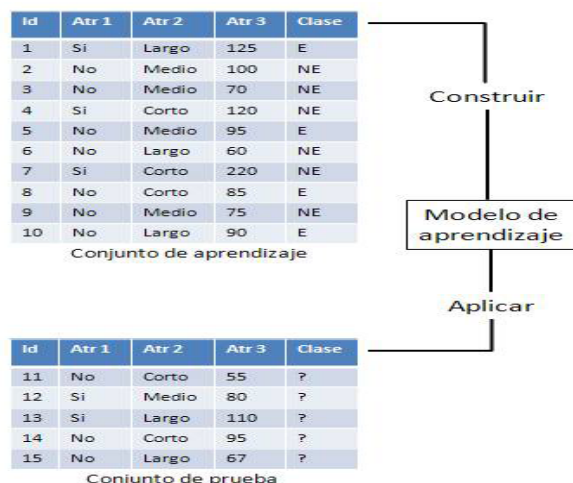 Id Atr 1 Atr 2 Atr 3 Clase
1 Si Largo 125 E
2 No Medio 100 NE
3 No Medio 70 NE
4 Si Corto 120 NE
5 No Medio 95 E
6 No Largo 60 NE
7 Si Corto 220 NE
8 No Corto 85 E
9 No Medio 75 NE
10 No Largo 90 E
Conjunto de aprendizaje
Construir
Modelo de
aprendizaje
Aplicar
Id Atr 1 Atr 2 Atr 3 Clase
11 No Corto 55 ?
12 Si Medio 80 ?
13 Si Largo 110 ?
14 No Corto 95 ?
15 No Largo 67 ?
Conjunto de prueba